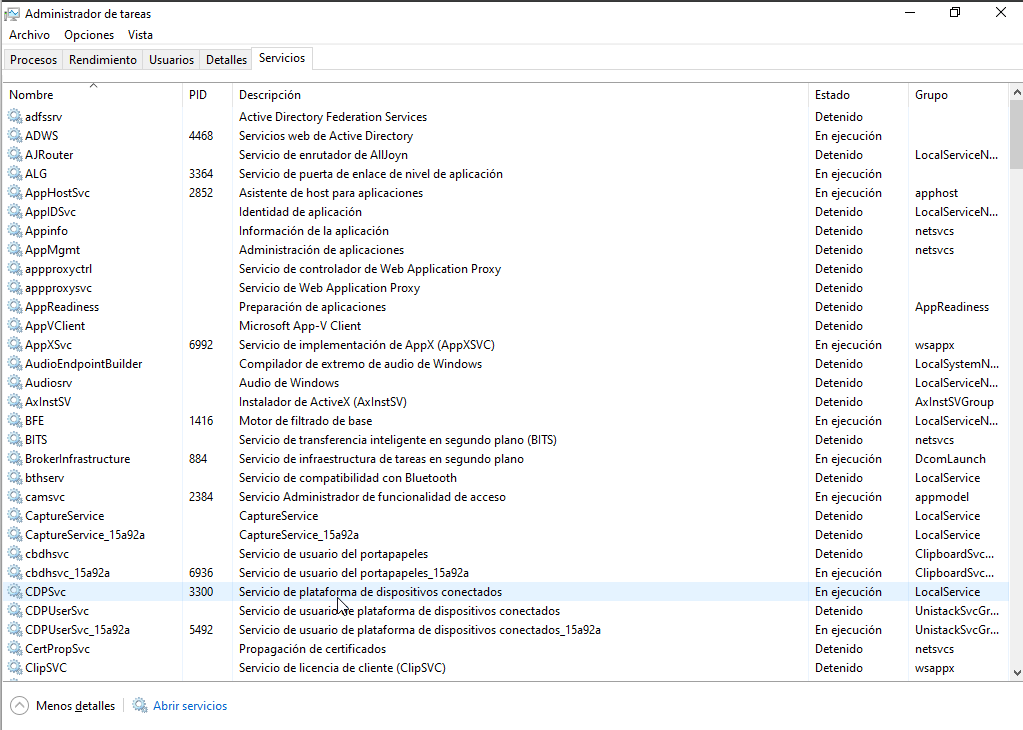 Administrador de tareas
Archivo Opciones Vista
Procesos Rendimiento Usuarios Detalles Servicios
Nombre PID Descripción Estado Grupo
adfssrv Active Directory Federation Services Detenido
ADWS 4468 Servicios web de Active Directory En ejecución
AJRouter Servicio de enrutador de AllJoyn Detenido LocalServiceN...
ALG 3364 Servicio de puerta de enlace de nivel de aplicación En ejecución
AppHostSvc 2852 Asistente de host para aplicaciones En ejecución apphost
AppIDSvc Identidad de aplicación Detenido LocalServiceN...
Appinfo Información de la aplicación Detenido netsvcs
AppMgmt Administración de aplicaciones Detenido netsvcs
appproxyctrl Servicio de controlador de Web Application Proxy Detenido
appproxysvc Servicio de Web Application Proxy Detenido
AppReadiness Preparación de aplicaciones Detenido AppReadiness
AppVClient Microsoft App-V Client Detenido
AppXSvc 6992 Servicio de implementación de AppX (AppXSVC) En ejecución wsappx
AudioEndpointBuilder Compilador de extremo de audio de Windows Detenido LocalSystemN...
Audiosrv Audio de Windows Detenido LocalServiceN...
AxInstSV Instalador de ActiveX (AxInstSV) Detenido AxInstSVGroup
BFE 1416 Motor de filtrado de base En ejecución LocalServiceN...
BITS Servicio de transferencia inteligente en segundo plano (BITS) Detenido netsvcs
BrokerInfrastructure 884 Servicio de infraestructura de tareas en segundo plano En ejecución DcomLaunch
bthserv Servicio de compatibilidad con Bluetooth Detenido LocalService
camsvc 2384 Servicio Administrador de funcionalidad de acceso En ejecución appmodel
CaptureService CaptureService Detenido LocalService
CaptureService_15a92a CaptureService_15a92a Detenido LocalService
cbdhsvc Servicio de usuario del portapapeles Detenido ClipboardSvc...
cbdhsvc_15a92a 6936 Servicio de usuario del portapapeles_15a92a En ejecución ClipboardSvc...
CDPSvc 3300 Servicio de plataforma de dispositivos conectados En ejecución LocalService
CDPUserSvc Servicio de usuario de plataforma de dispositivos conectados Detenido UnistackSvcGr...
CDPUserSvc_15a92a 5492 Servicio de usuario de plataforma de dispositivos conectados_15a92a En ejecución UnistackSvcGr...
CertPropSvc Propagación de certificados Detenido netsvcs
ClipSVC Servicio de licencia de cliente (ClipSVC) Detenido wsappx
Menos detalles Abrir servicios